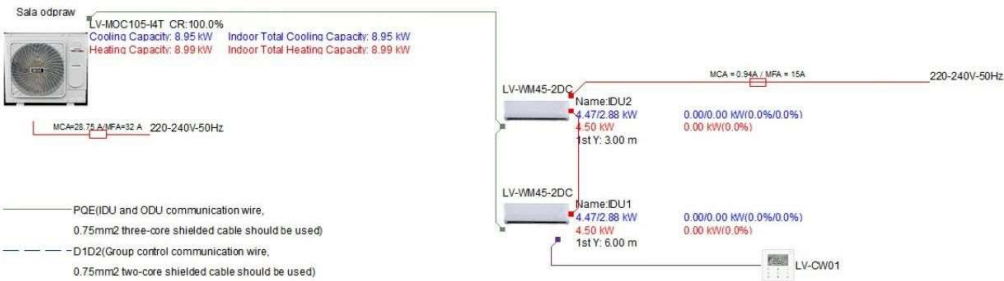 Sala odpraw
LV-MOC105-I4T CR:100.0%
Cooling Capacity: 8.95 kW Indoor Total Cooling Capacity: 8.95 kW
Heating Capacity: 8.99 kW Indoor Total Heating Capacity: 8.99 kW
MCA=28.75 A/MFA=32 A 220-240V-50Hz
MCA = 0.94A / MFA = 15A 220-240V-50Hz
LV-WM45-2DC
Name:IDU2
4.47/2.88 kW 0.00/0.00 kW(0.0%/0.0%)
4.50 kW 0.00 kW(0.0%)
1st Y: 3.00 m
LV-WM45-2DC
Name:IDU1
4.47/2.88 kW 0.00/0.00 kW(0.0%/0.0%)
4.50 kW 0.00 kW(0.0%)
1st Y: 6.00 m
LV-CW01
PQE(IDU and ODU communication wire,
0.75mm2 three-core shielded cable should be used)
D1D2(Group control communication wire,
0.75mm2 two-core shielded cable should be used)